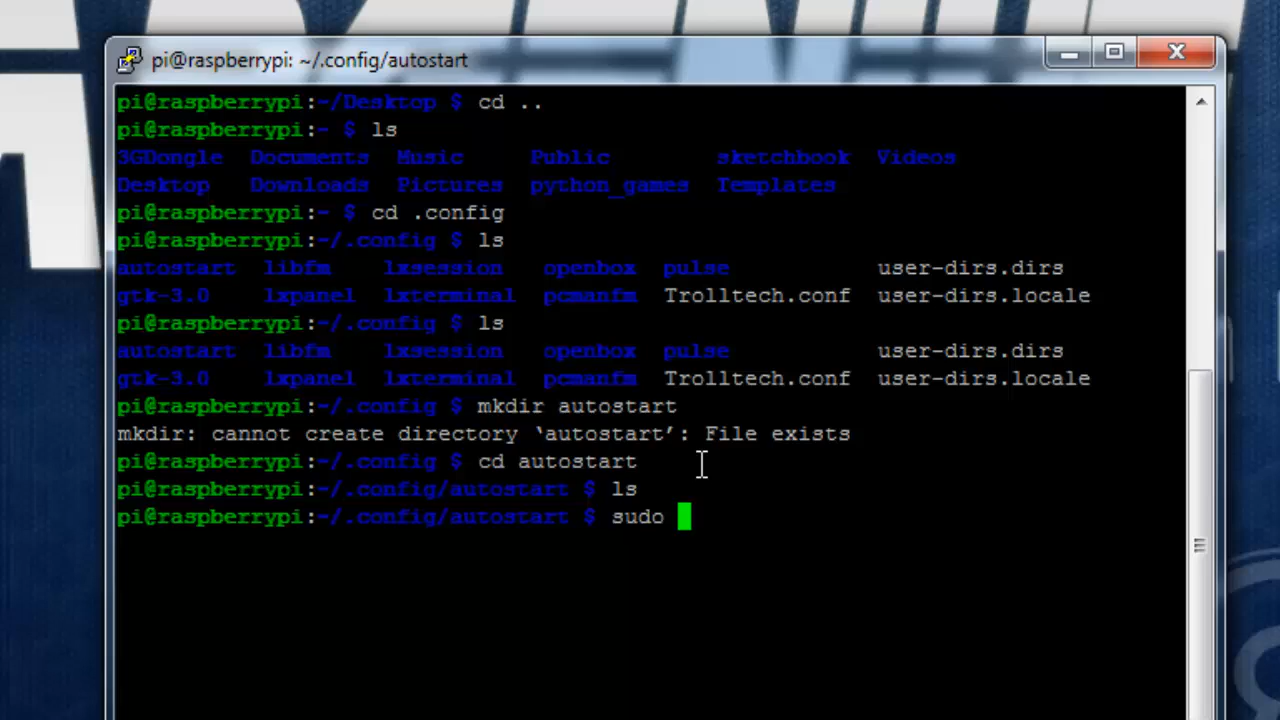 pi@raspberrypi: ~/.config/autostart
pi@raspberrypi:~/Desktop $ cd ..
pi@raspberrypi:~ $ ls
3GDongle Documents Music Public sketchbook Videos
Desktop Downloads Pictures python_games Templates
pi@raspberrypi:~ $ cd .config
pi@raspberrypi:~/.config $ ls
autostart libfm lxsession openbox pulse user-dirs.dirs
gtk-3.0 lxpanel lxterminal pcmanfm Trolltech.conf user-dirs.locale
pi@raspberrypi:~/.config $ ls
autostart libfm lxsession openbox pulse user-dirs.dirs
gtk-3.0 lxpanel lxterminal pcmanfm Trolltech.conf user-dirs.locale
pi@raspberrypi:~/.config $ mkdir autostart
mkdir: cannot create directory ‘autostart’: File exists
pi@raspberrypi:~/.config $ cd autostart
pi@raspberrypi:~/.config/autostart $ ls
pi@raspberrypi:~/.config/autostart $ sudo